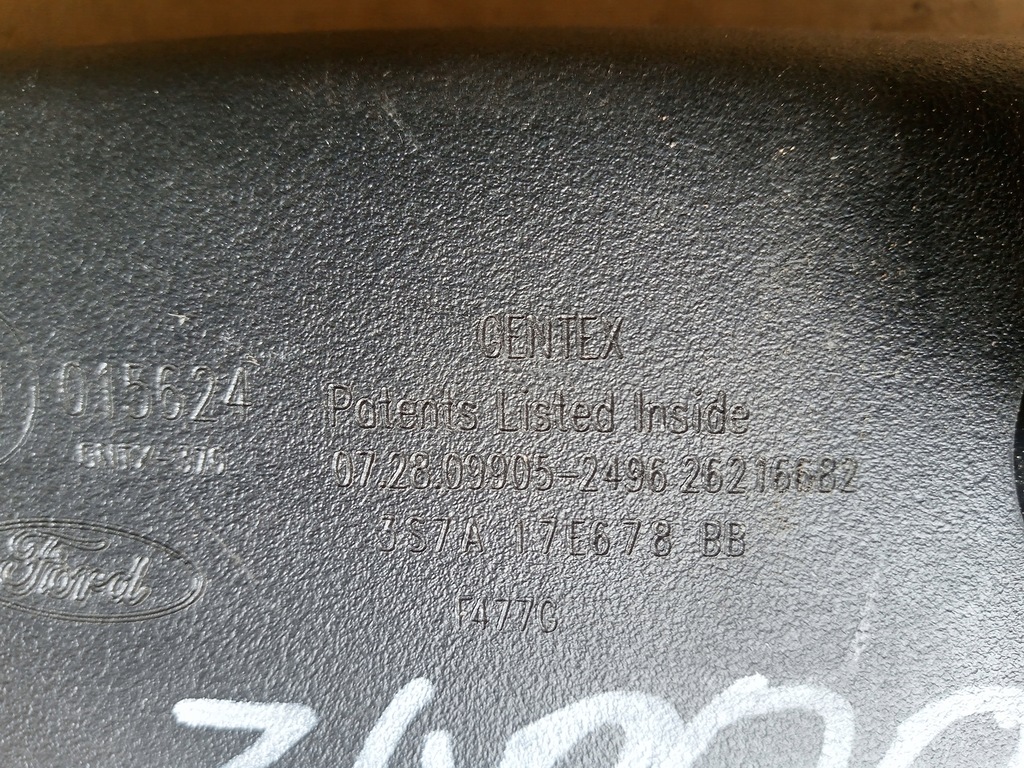 GENTEX
015624
Patents Listed Inside
07.28.09905-2496 26216682
3S7A 17E678 BB
Ford
F477G